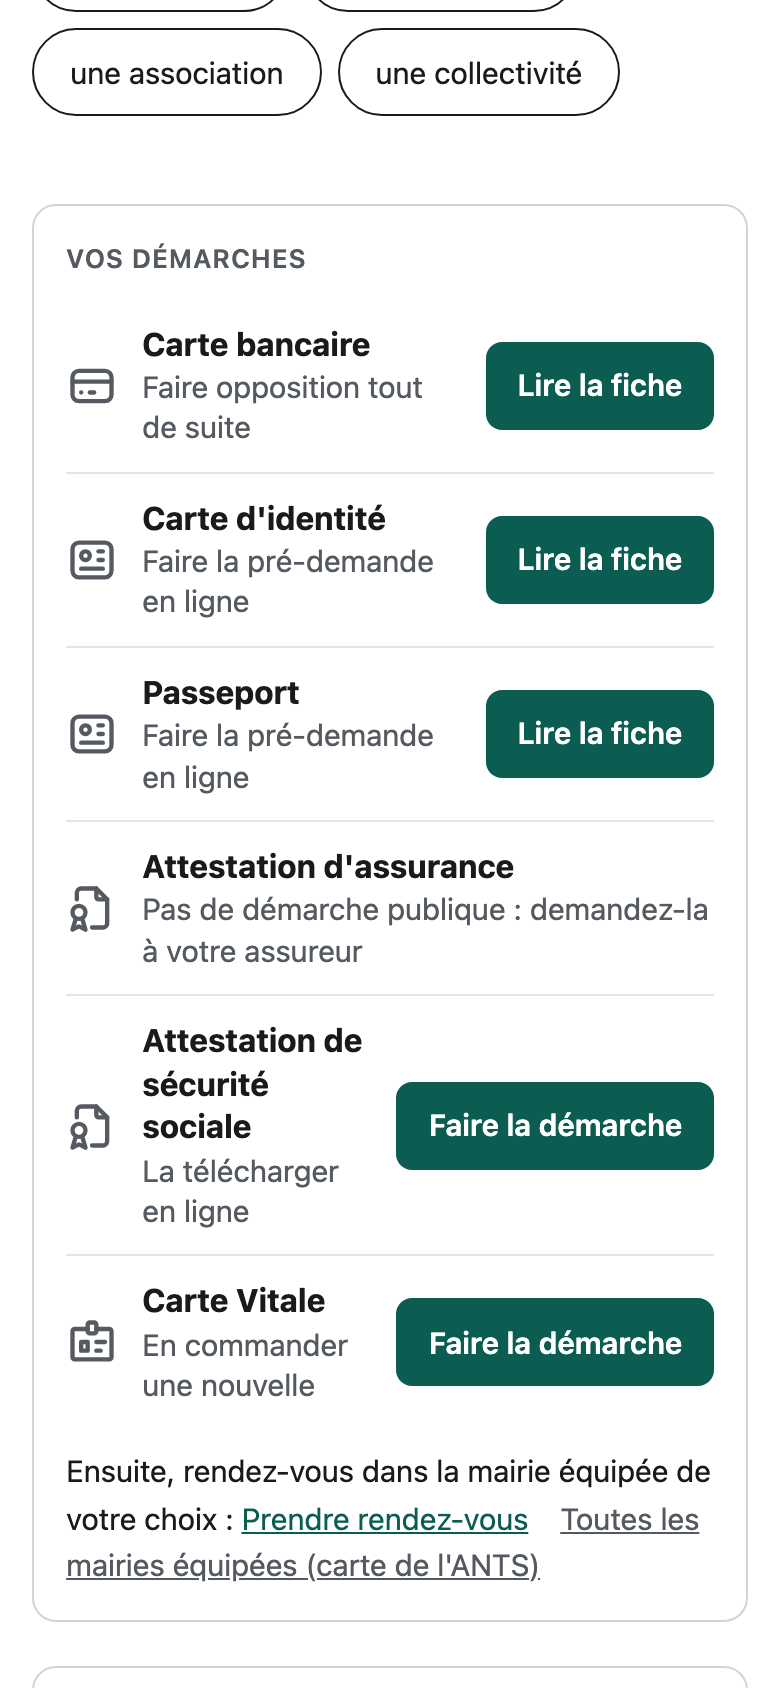 une association
une collectivité
VOS DÉMARCHES
Carte bancaire
Faire opposition tout
de suite
Lire la fiche
Carte d'identité
Faire la pré-demande
en ligne
Lire la fiche
Passeport
Faire la pré-demande
en ligne
Lire la fiche
Attestation d'assurance
Pas de démarche publique : demandez-la
à votre assureur
Attestation de
sécurité
sociale
La télécharger
en ligne
Faire la démarche
Carte Vitale
En commander
une nouvelle
Faire la démarche
Ensuite, rendez-vous dans la mairie équipée de
votre choix : Prendre rendez-vous Toutes les
mairies équipées (carte de l'ANTS)